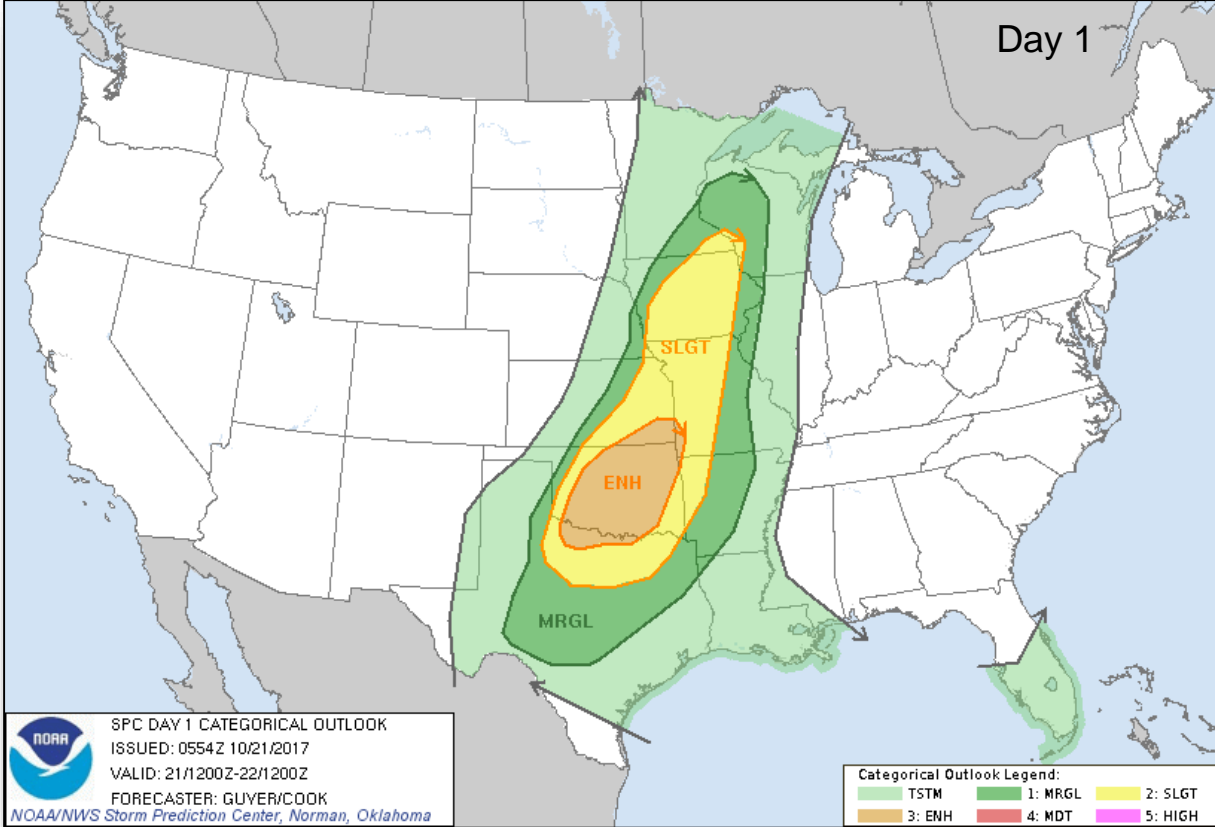 Day 1
SLGT
ENH
MRGL
NOAA
SPC DAY 1 CATEGORICAL OUTLOOK
ISSUED: 0554Z 10/21/2017
VALID: 21/1200Z-22/1200Z
FORECASTER: GUYER/COOK
NOAA/NWS Storm Prediction Center, Norman, Oklahoma
Categorical Outlook Legend:
TSTM 1: MRGL 2: SLGT
3: ENH 4: MDT 5: HIGH